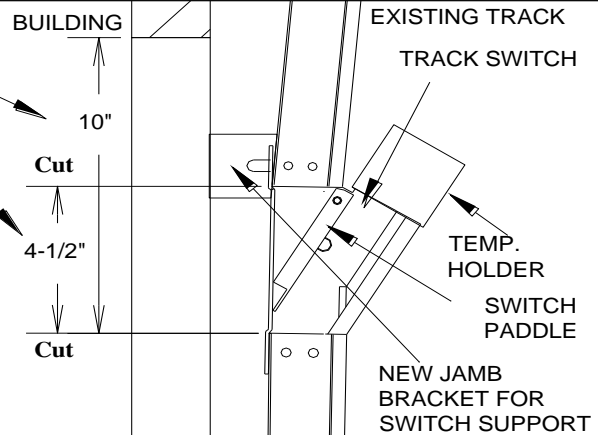 BUILDING
EXISTING TRACK
TRACK SWITCH
10"
Cut
4-1/2"
Cut
TEMP.
HOLDER
SWITCH
PADDLE
NEW JAMB
BRACKET FOR
SWITCH SUPPORT